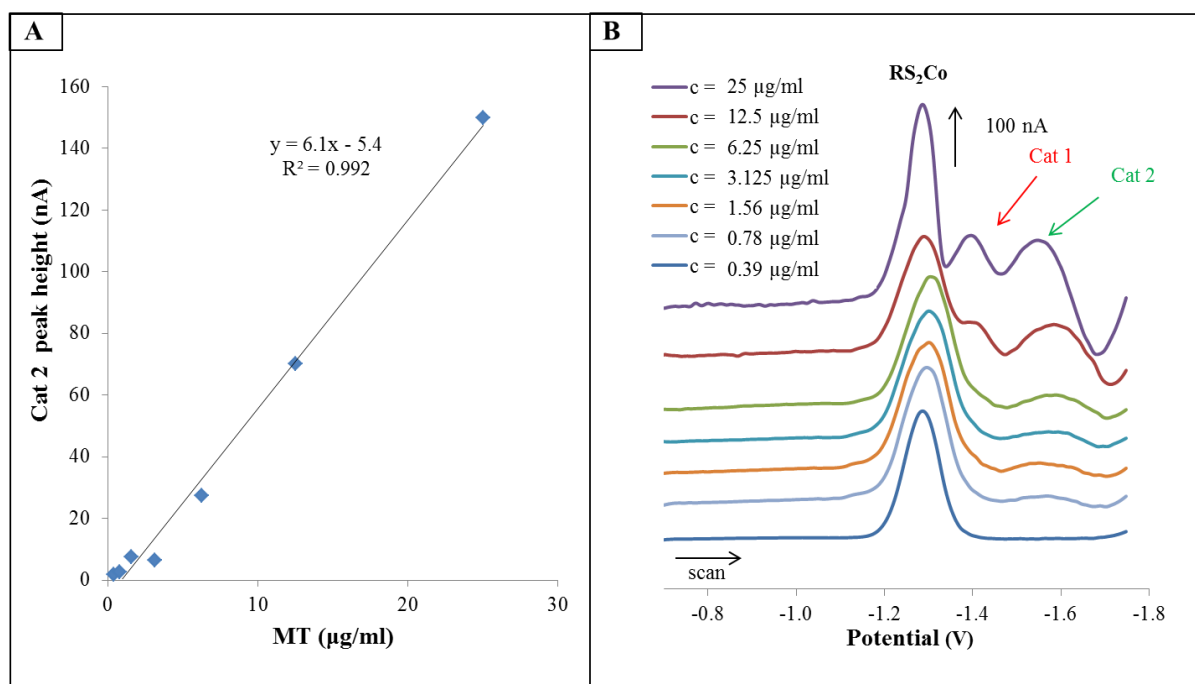 A
160
140
120
100
80
60
40
20
0
0
10
20
30
Cat 2 peak height (nA)
MT (µg/ml)
y = 6.1x - 5.4
R² = 0.992
B
RS₂Co
c = 25 µg/ml
c = 12.5 µg/ml
c = 6.25 µg/ml
c = 3.125 µg/ml
c = 1.56 µg/ml
c = 0.78 µg/ml
c = 0.39 µg/ml
100 nA
Cat 1
Cat 2
scan
-0.8
-1.0
-1.2
-1.4
-1.6
-1.8
Potential (V)